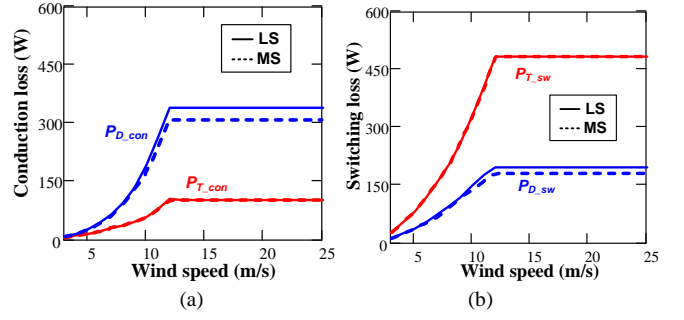 600
450
300
150
0
Conduction loss (W)
LS
MS
P_D_con
P_T_con
5
10
15
20
25
Wind speed (m/s)
(a)
600
450
300
150
0
Switching loss (W)
P_T_sw
LS
MS
P_D_sw
5
10
15
20
25
Wind speed (m/s)
(b)